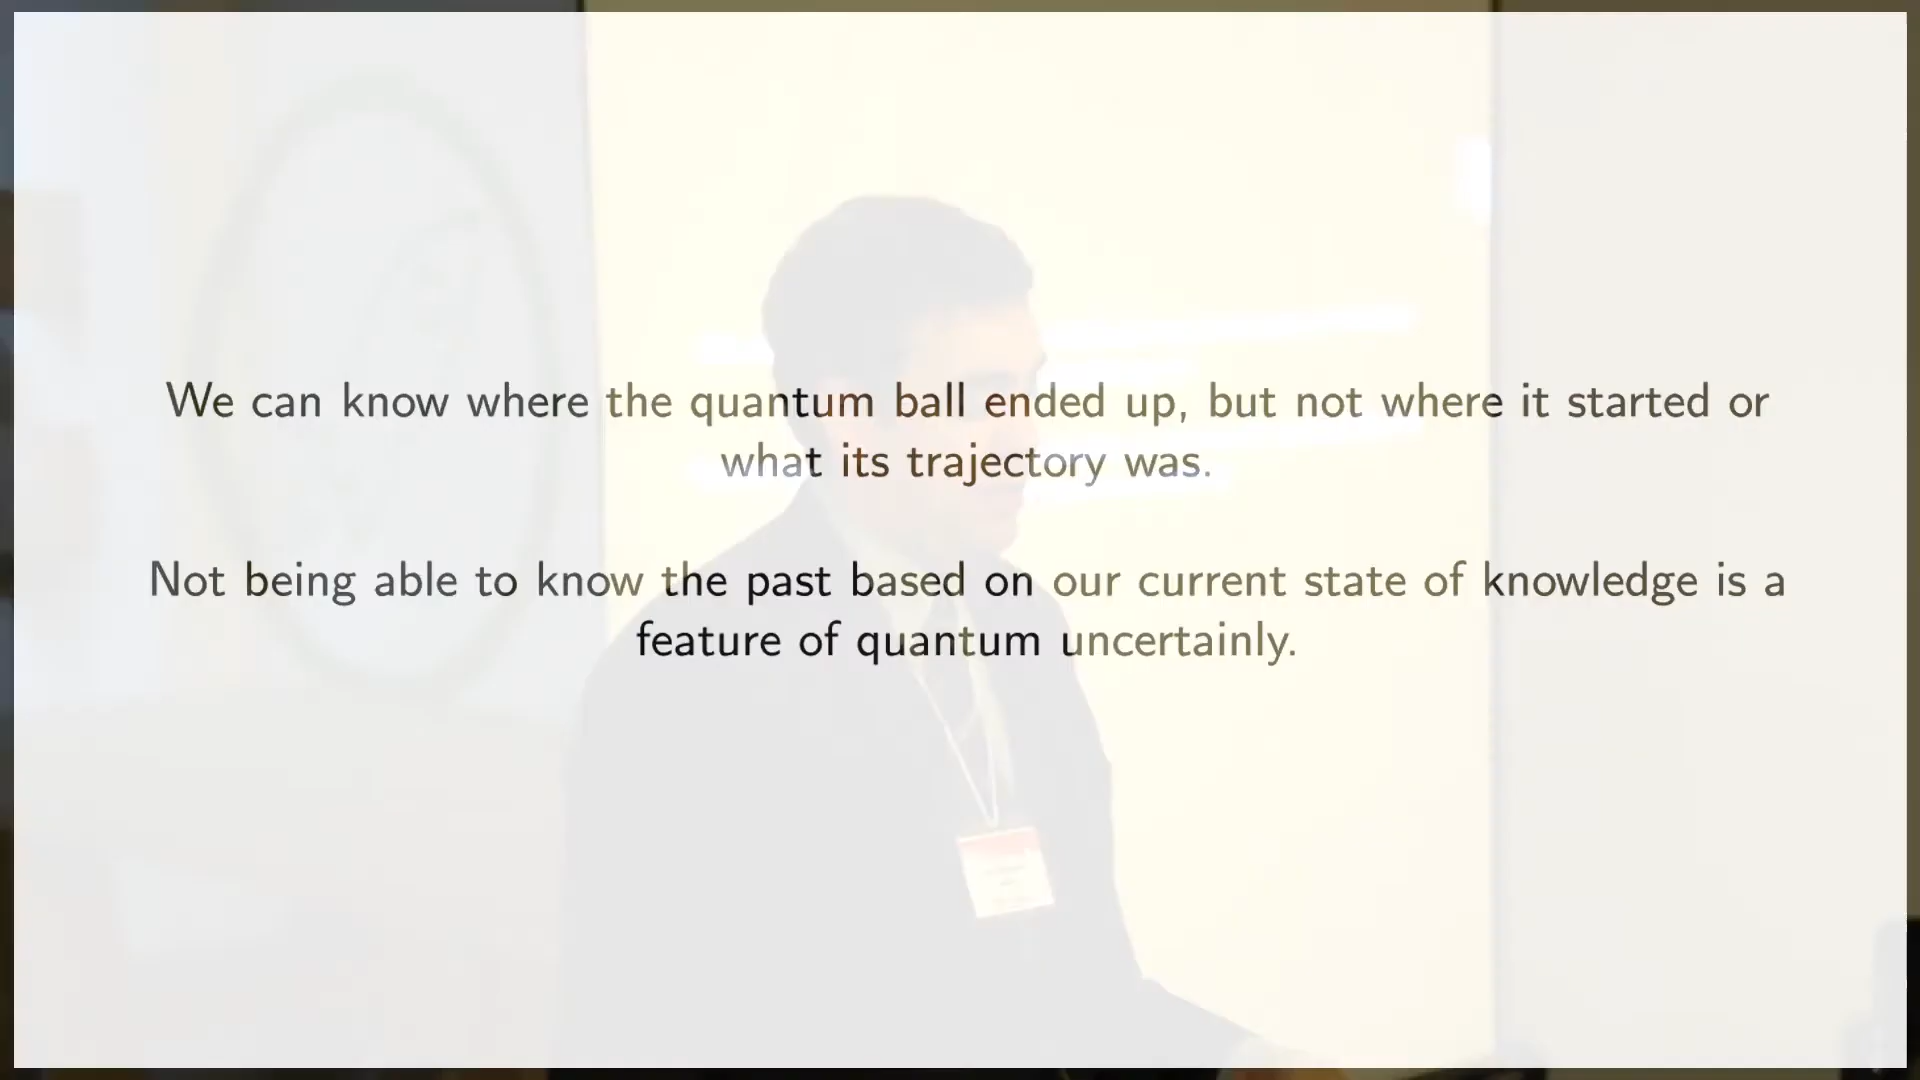 We can know where the quantum ball ended up, but not where it started or
what its trajectory was.
Not being able to know the past based on our current state of knowledge is a
feature of quantum uncertainly.